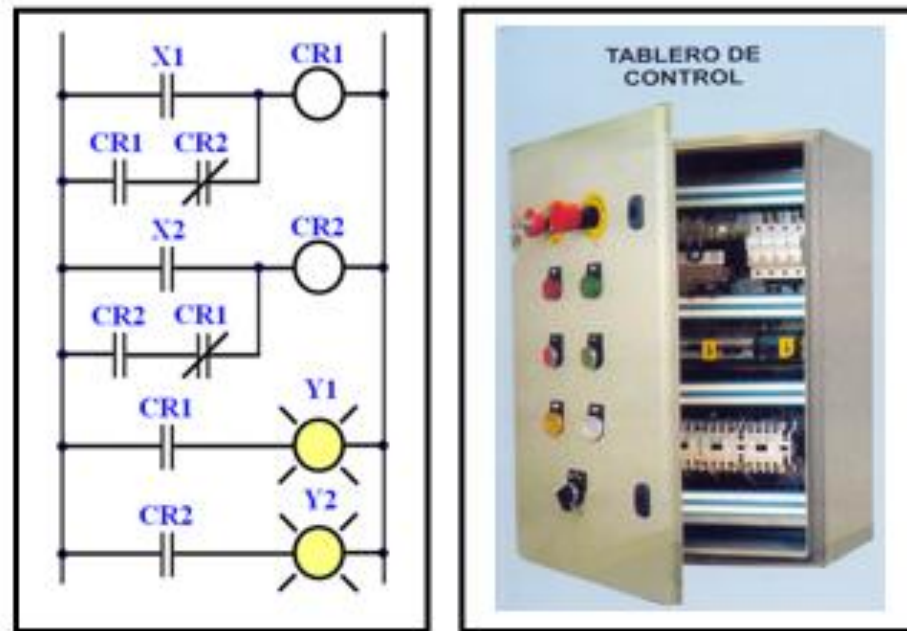 X1
CR1
CR1
CR2
X2
CR2
CR2
CR1
CR1
Y1
CR2
Y2
TABLERO DE
CONTROL